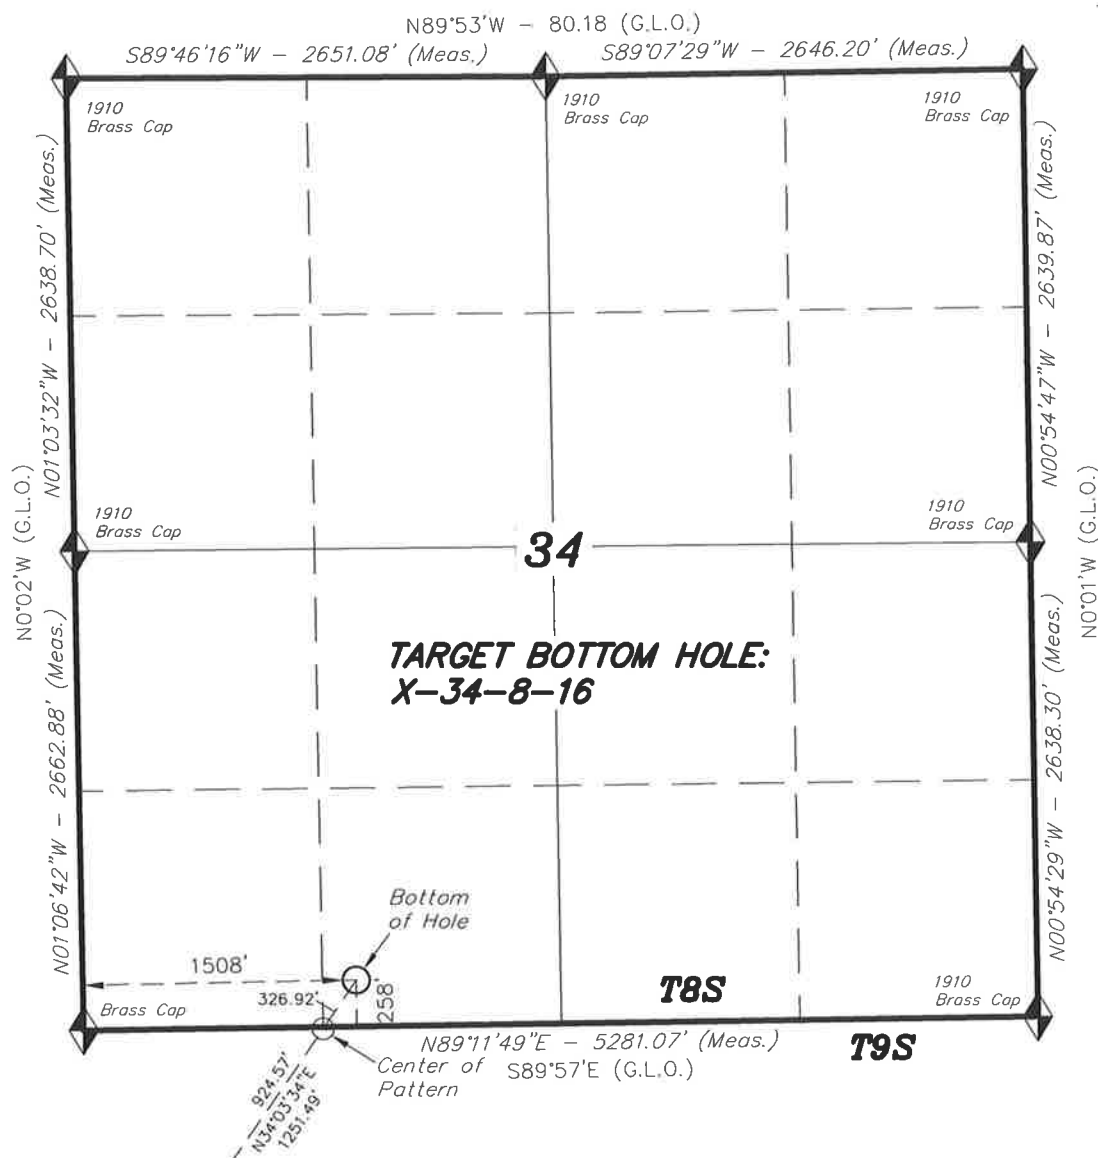 N89°53'W - 80.18 (G.L.O.)
S89°46'16"W - 2651.08' (Meas.)
S89°07'29"W - 2646.20' (Meas.)
1910
Brass Cap
1910
Brass Cap
1910
Brass Cap
N01°03'32"W - 2638.70' (Meas.)
N00°54'47"W - 2639.87' (Meas.)
N0°02'W (G.L.O.)
N0°01'W (G.L.O.)
1910
Brass Cap
1910
Brass Cap
34
TARGET BOTTOM HOLE:
X-34-8-16
N01°06'42"W - 2662.88' (Meas.)
N00°54'29"W - 2638.30' (Meas.)
Bottom
of Hole
1508'
326.92'
258'
T8S
1910
Brass Cap
Brass Cap
N89°11'49"E - 5281.07' (Meas.)
T9S
S89°57'E (G.L.O.)
Center of
Pattern
924.57'
N34°03'34"E
1251.49'